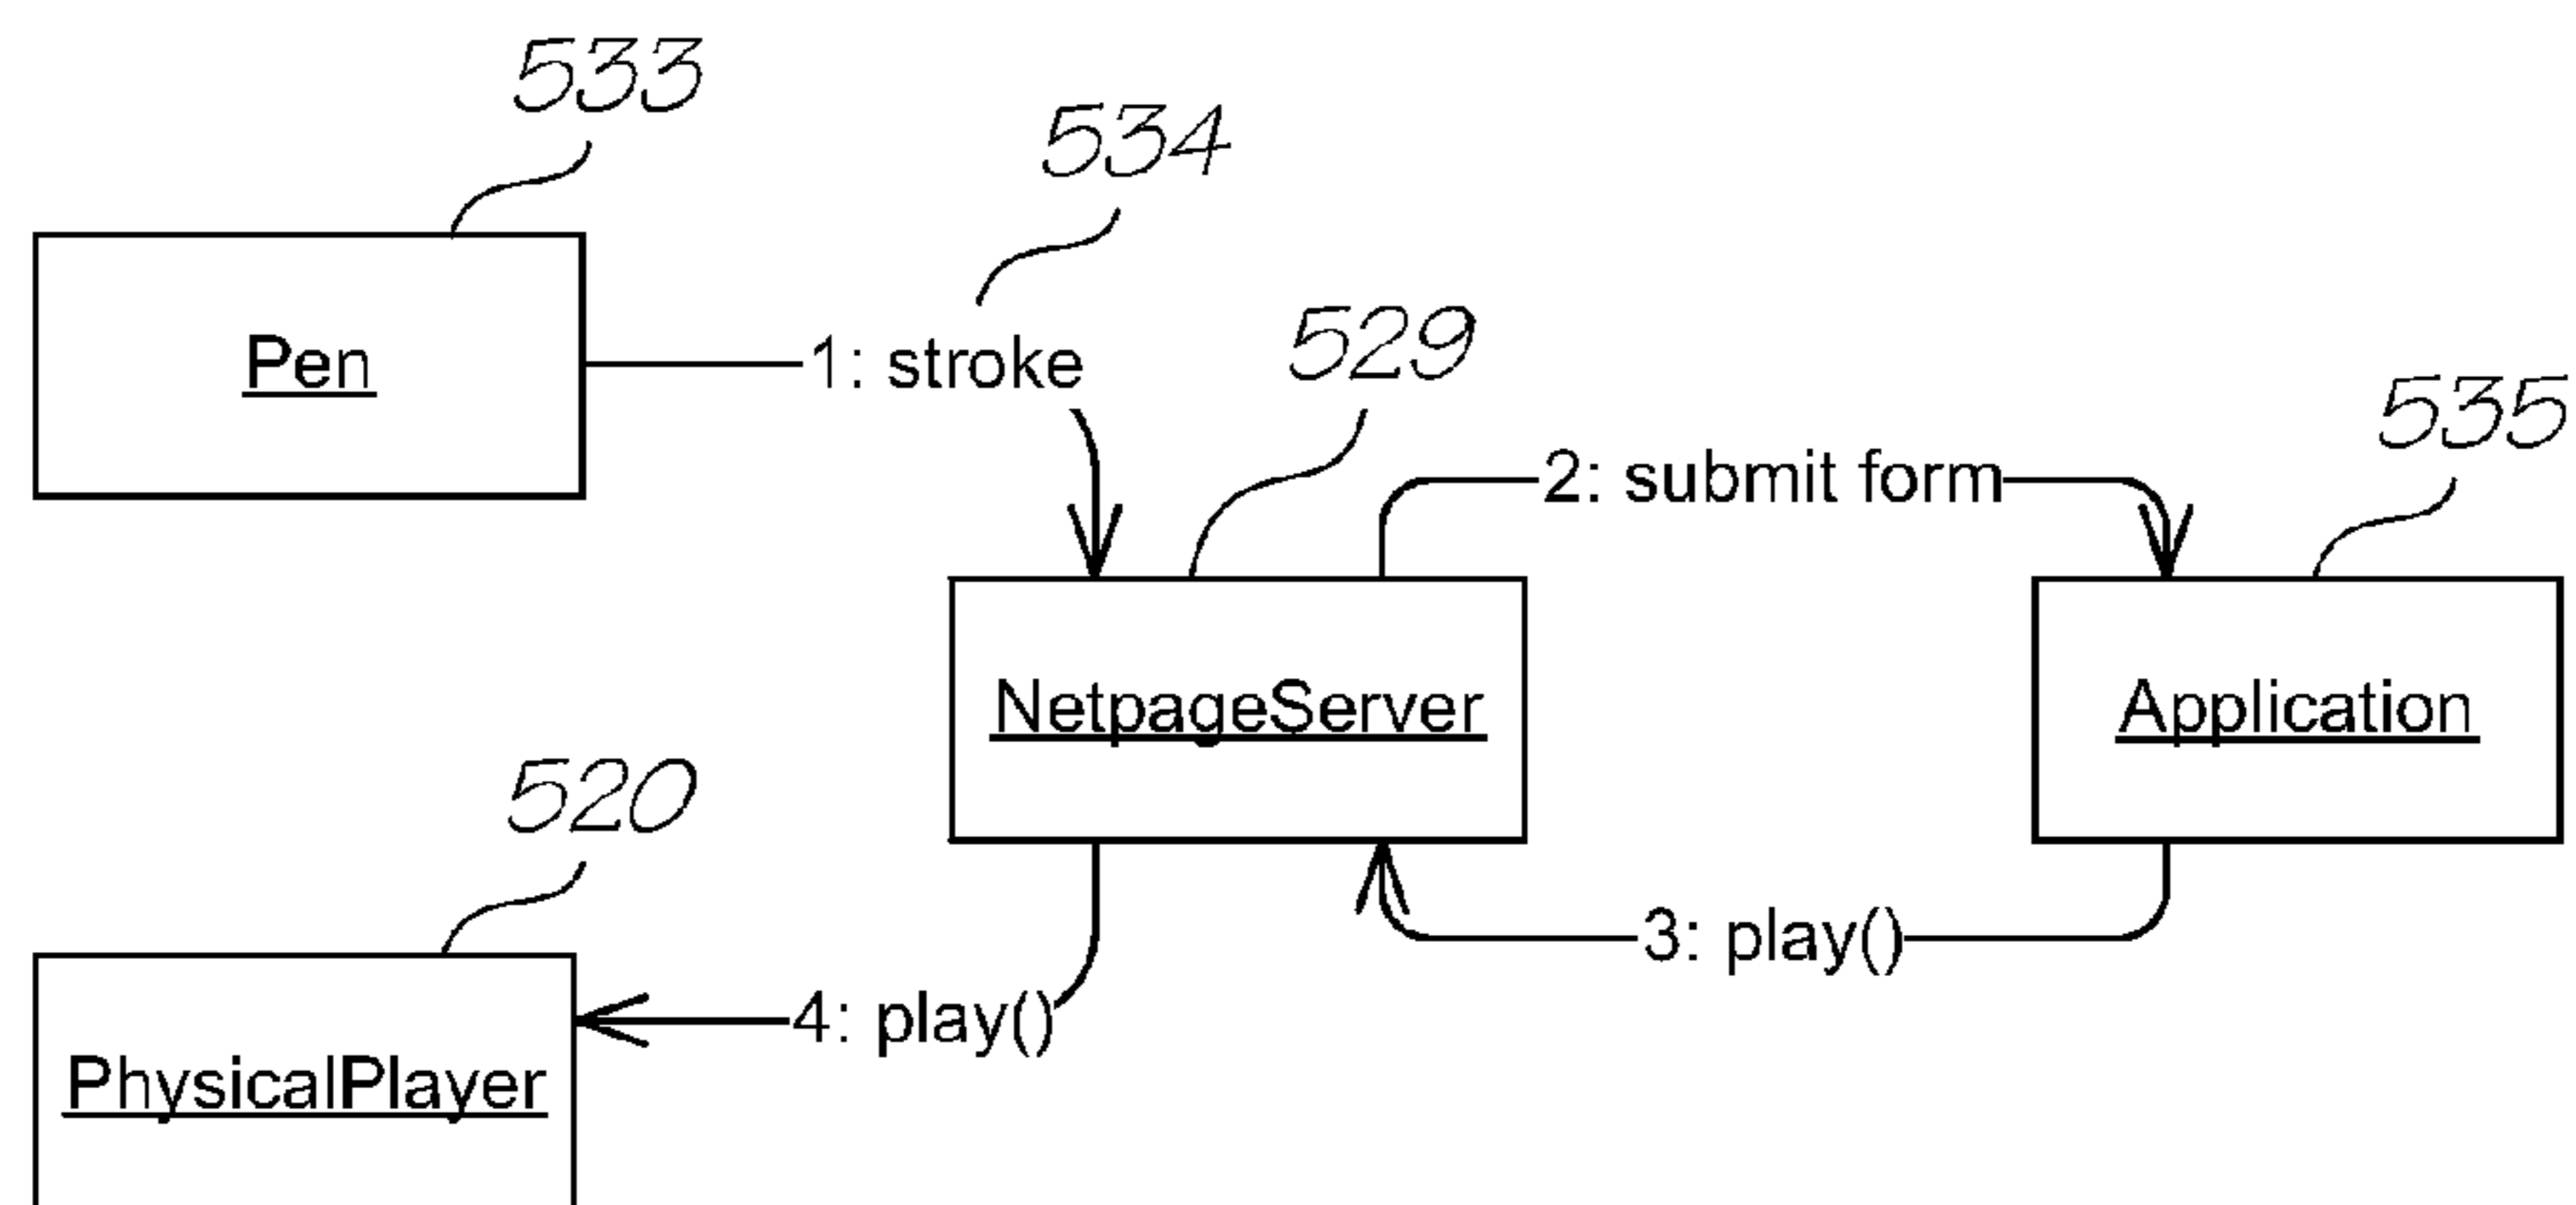 533
534
Pen
1: stroke
529
535
2: submit form
NetpageServer
Application
520
3: play()
4: play()
PhysicalPlayer